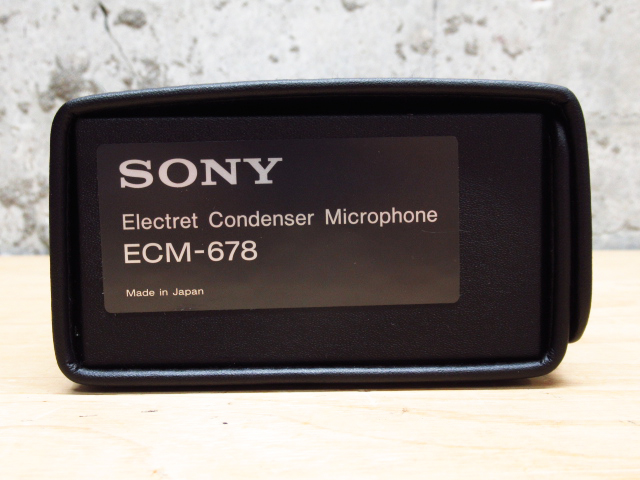 SONY
Electret Condenser Microphone
ECM-678
Made in Japan